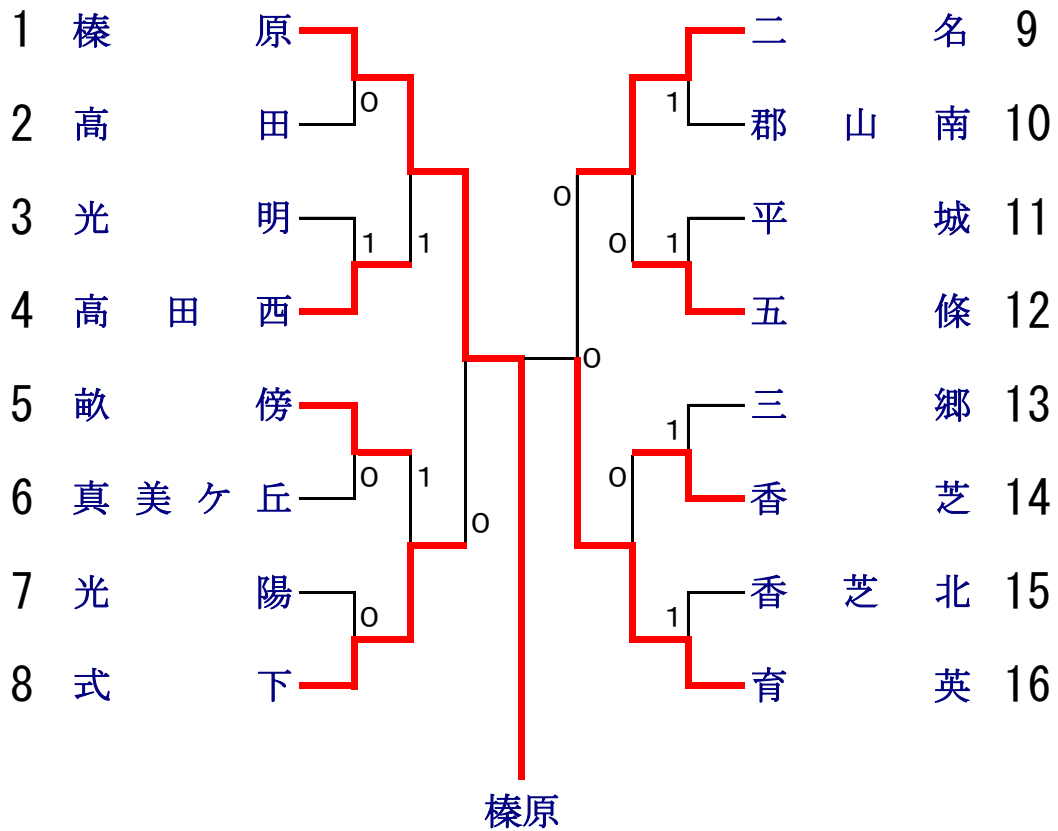 1 榛原 二名 9
0 1
2 高田 郡山南 10
0
3 光明 平城 11
1 1 0 1
4 高田西 五條 12
0
5 畝傍 三郷 13
1
0 1 0
6 真美ケ丘 香芝 14
0
7 光陽 香芝北 15
0 1
8 式下 育英 16
榛原